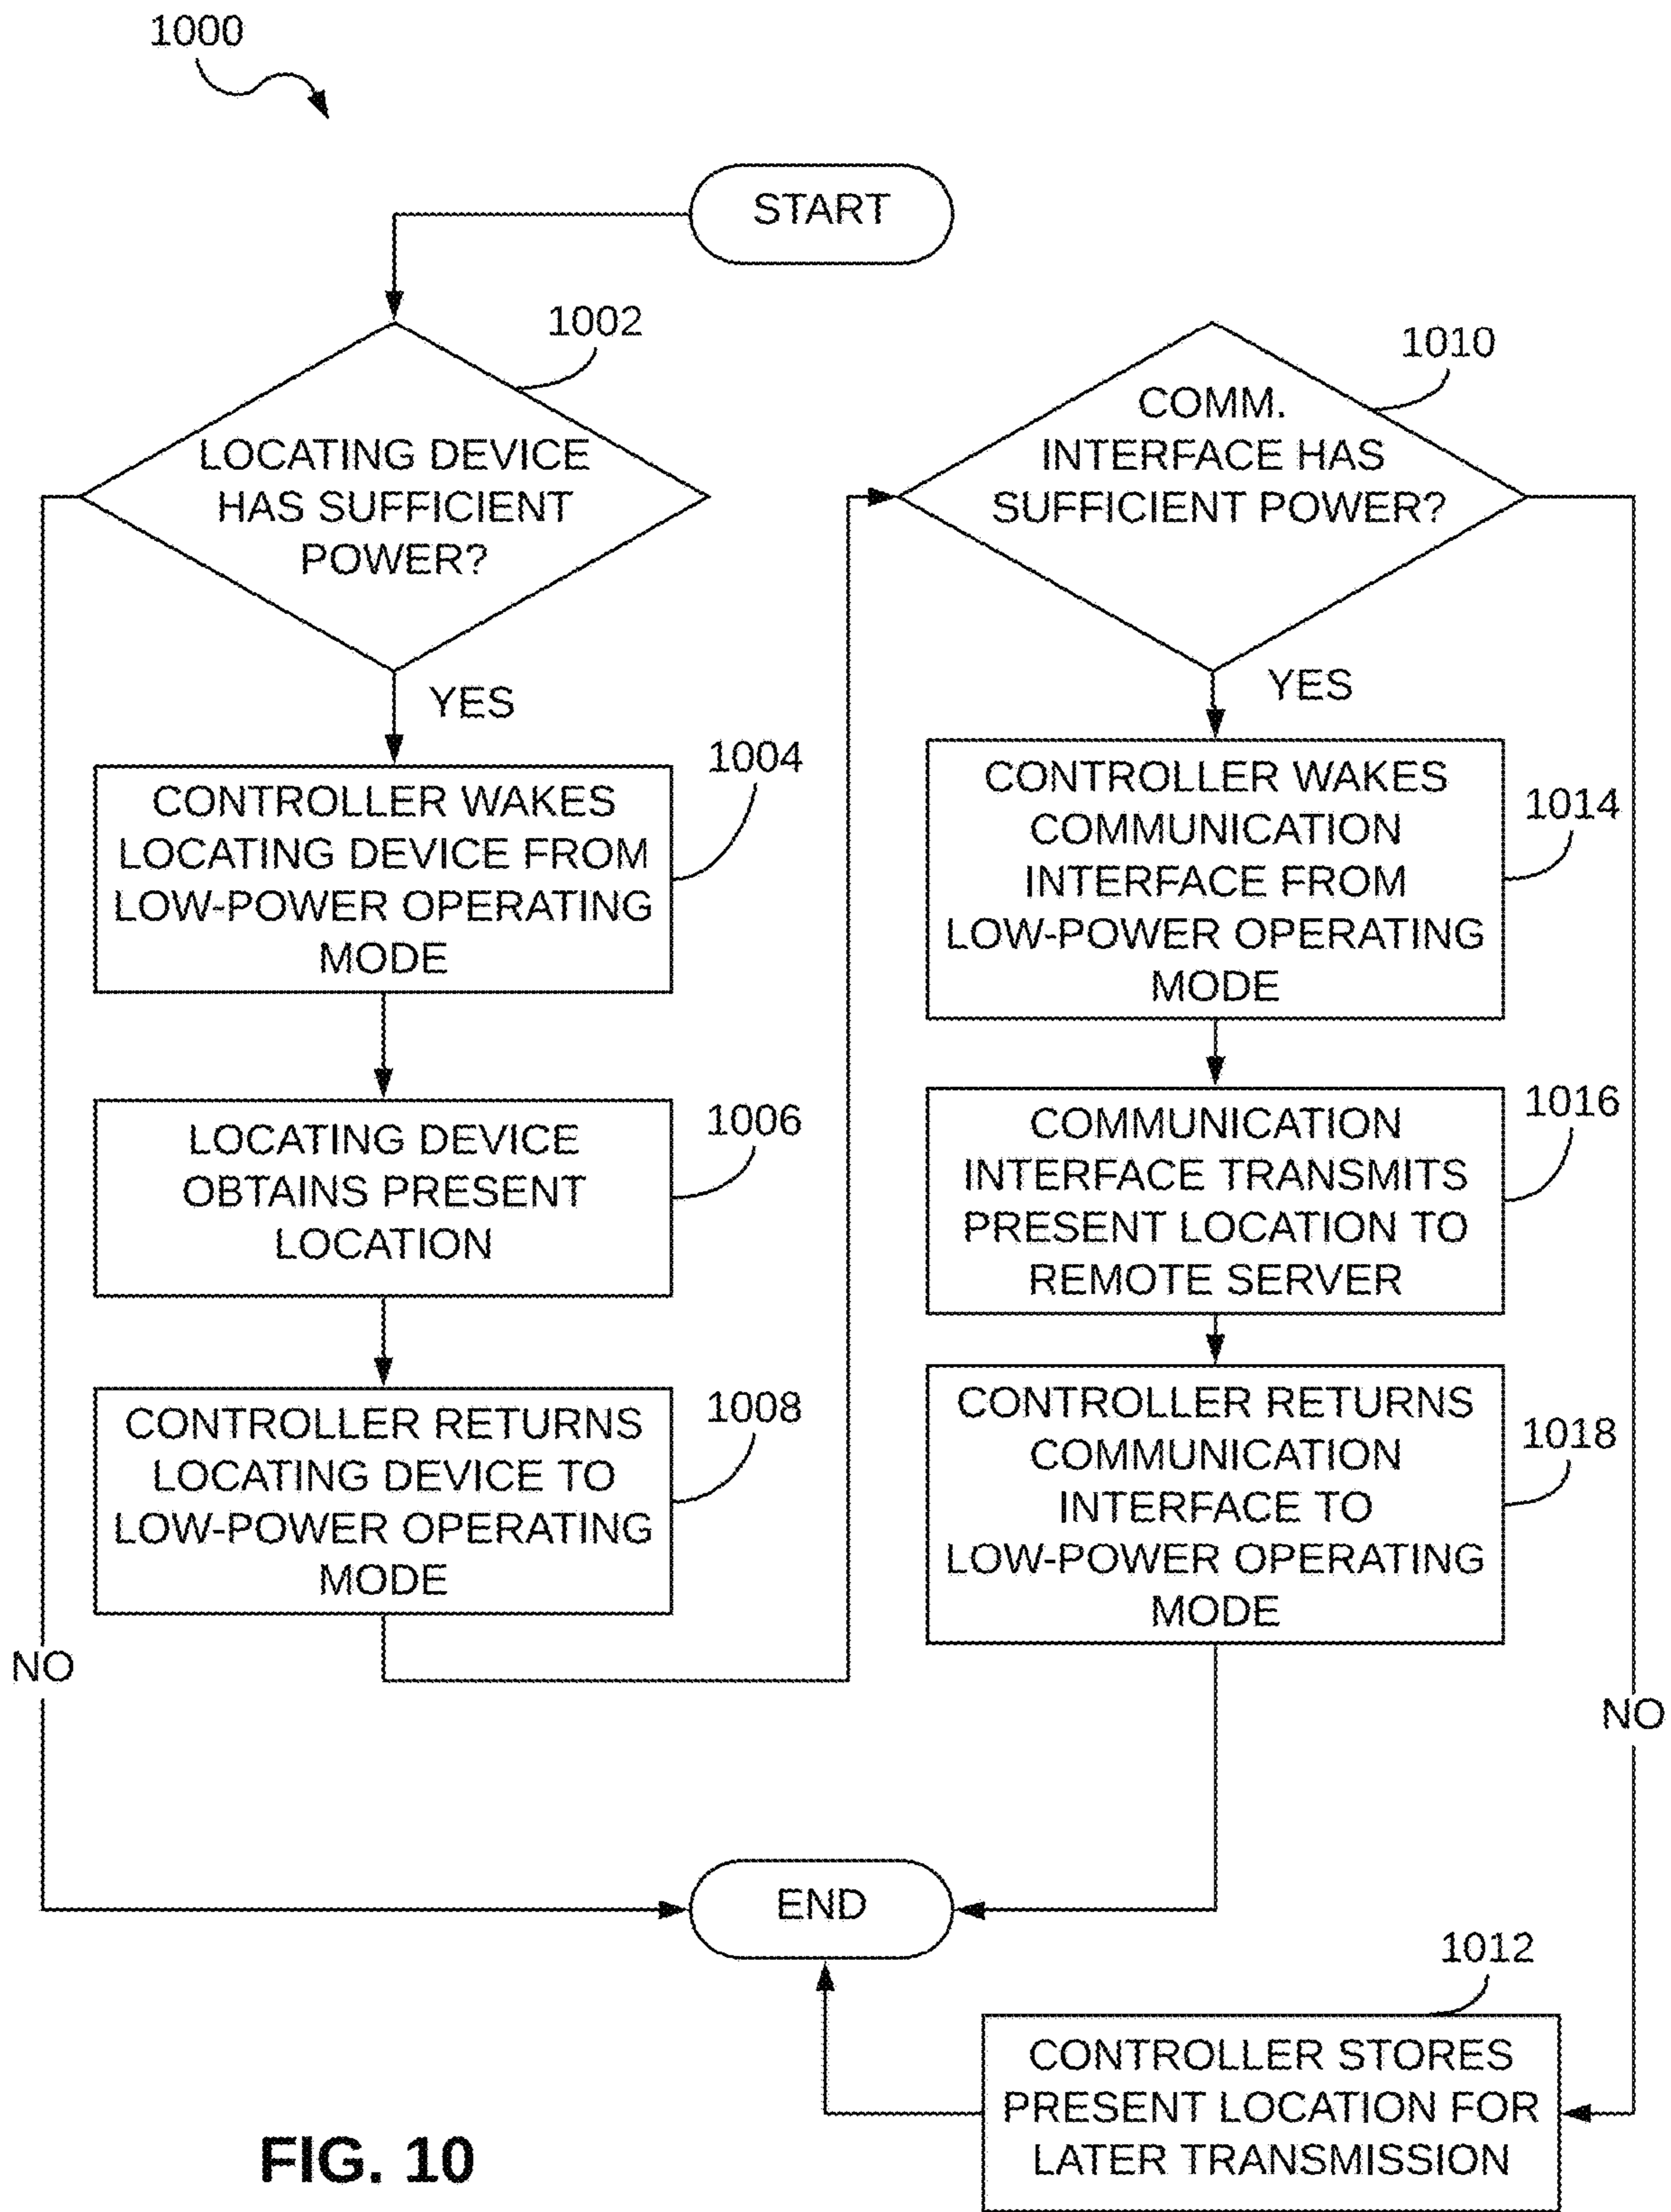 1000
START
1002
LOCATING DEVICE
HAS SUFFICIENT
POWER?
YES
1004
CONTROLLER WAKES
LOCATING DEVICE FROM
LOW-POWER OPERATING
MODE
1006
LOCATING DEVICE
OBTAINS PRESENT
LOCATION
1008
CONTROLLER RETURNS
LOCATING DEVICE TO
LOW-POWER OPERATING
MODE
NO
1010
COMM.
INTERFACE HAS
SUFFICIENT POWER?
YES
1014
CONTROLLER WAKES
COMMUNICATION
INTERFACE FROM
LOW-POWER OPERATING
MODE
1016
COMMUNICATION
INTERFACE TRANSMITS
PRESENT LOCATION TO
REMOTE SERVER
1018
CONTROLLER RETURNS
COMMUNICATION
INTERFACE TO
LOW-POWER OPERATING
MODE
NO
END
1012
CONTROLLER STORES
PRESENT LOCATION FOR
LATER TRANSMISSION
FIG. 10